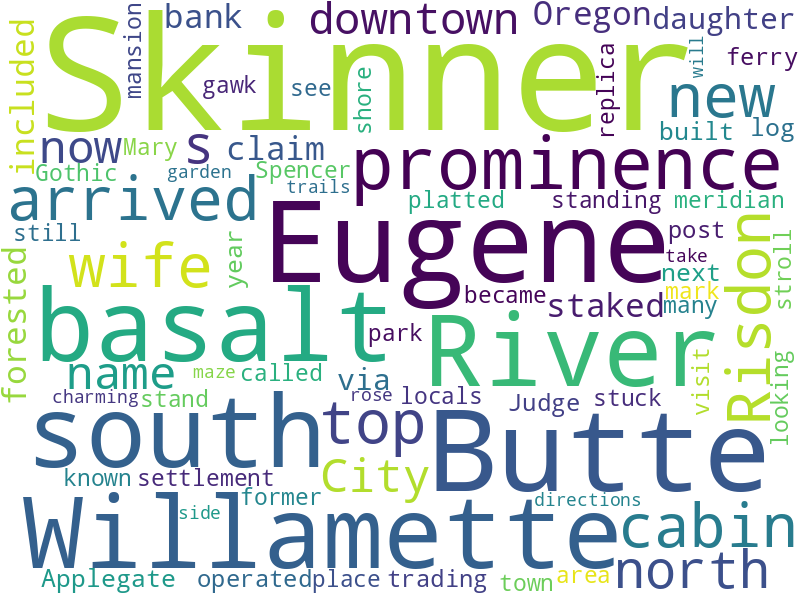 bank
downtown
Oregon
daughter
mansion
Skinner
included
gawk
see
shore
replica
will
ferry
new
built
log
now
Mary
s
claim
prominence
Gothic
garden
Spencer
trails
arrived
platted
standing
meridian
still
Eugene
post
take
wife
year
next
mark
many
Risdon
stroll
forested
basalt
became
staked
park
River
name
maze
called
via
visit
looking
charming
stand
rose
locals
Judge
stuck
south
top
Butte
known
settlement
City
former
directions
Willamette
side
cabin
north
Applegate
operated
place
trading
town
area